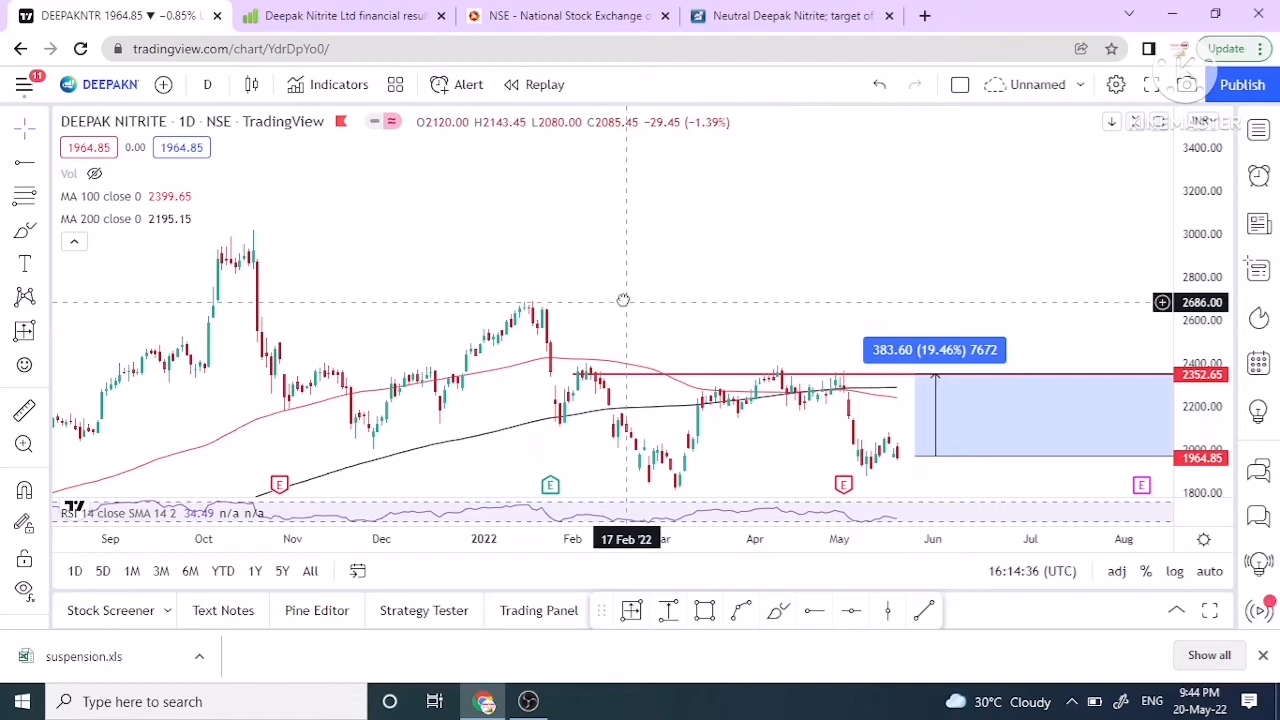 DEEPAKNTR 1964.85 ▼ −0.85% U
Deepak Nitrite Ltd financial resul
NSE - National Stock Exchange o
Neutral Deepak Nitrite; target of
tradingview.com/chart/YdrDpYo0/
Update
11
DEEPAKN
D
Indicators
Alert
Replay
Unnamed
Publish
DEEPAK NITRITE · 1D · NSE · TradingView
O2120.00 H2143.45 L2080.00 C2085.45 −29.45 (−1.39%)
KINEMASTER
1964.85
0.00
1964.85
Vol
MA 100 close 0 2399.65
MA 200 close 0 2195.15
3400.00
3200.00
3000.00
2800.00
2686.00
2600.00
2400.00
2352.65
2200.00
2000.00
1964.85
1800.00
383.60 (19.46%) 7672
E
E
E
E
RSI 14 close SMA 14 2 34.49 n/a n/a
Sep
Oct
Nov
Dec
2022
Feb
17 Feb '22
ar
Apr
May
Jun
Jul
Aug
1D 5D 1M 3M 6M YTD 1Y 5Y All
16:14:36 (UTC)
adj % log auto
Stock Screener
Text Notes
Pine Editor
Strategy Tester
Trading Panel
suspension.xls
Show all
Type here to search
30°C Cloudy
ENG
9:44 PM
20-May-22